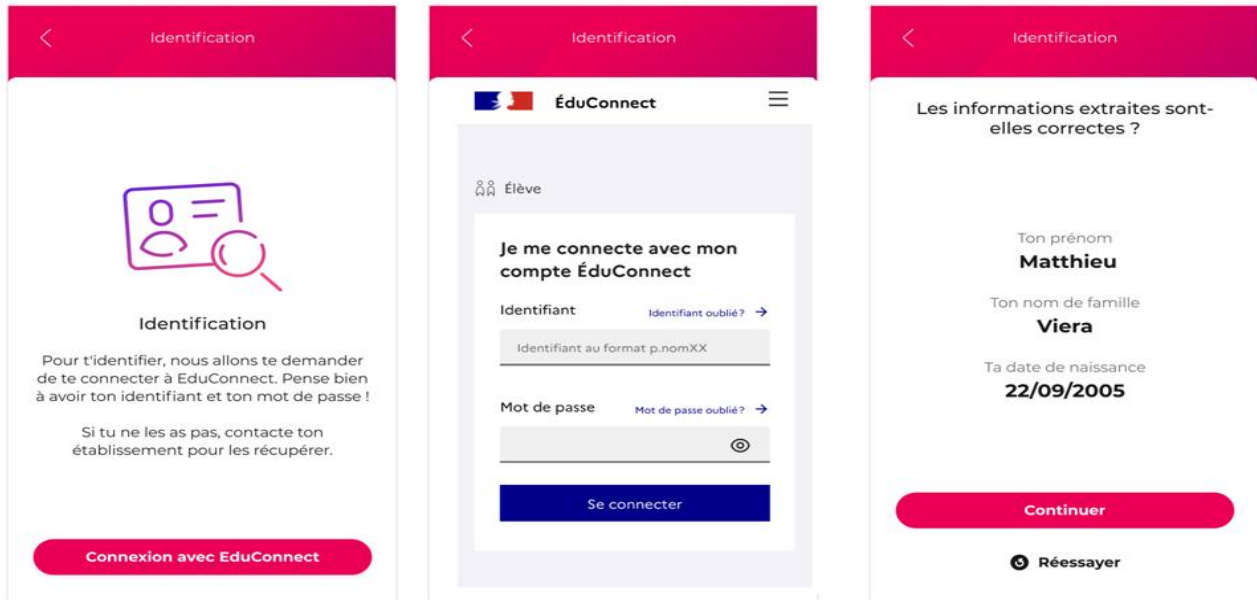 Identification
Identification
Pour t'identifier, nous allons te demander
de te connecter à EduConnect. Pense bien
à avoir ton identifiant et ton mot de passe !
Si tu ne les as pas, contacte ton
établissement pour les récupérer.
Connexion avec EduConnect
Identification
ÉduConnect
Élève
Je me connecte avec mon
compte ÉduConnect
Identifiant
Identifiant oublié?
Identifiant au format p.nomXX
Mot de passe
Mot de passe oublié?
Se connecter
Identification
Les informations extraites sont-
elles correctes ?
Ton prénom
Matthieu
Ton nom de famille
Viera
Ta date de naissance
22/09/2005
Continuer
Réessayer